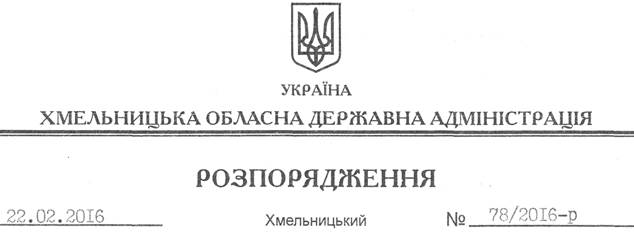 УКРАЇНА
ХМЕЛЬНИЦЬКА ОБЛАСНА ДЕРЖАВНА АДМІНІСТРАЦІЯ
РОЗПОРЯДЖЕННЯ
22.02.2016 Хмельницький № 78/2016-р